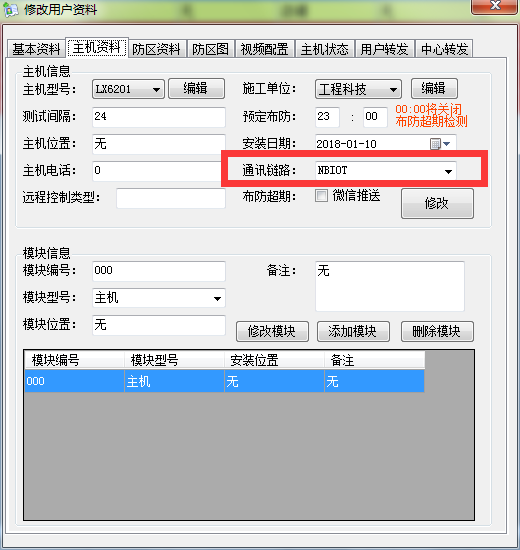 修改用户资料
基本资料 主机资料 防区资料 防区图 视频配置 主机状态 用户转发 中心转发
主机信息
主机型号： LX6201 编辑 施工单位： 工程科技 编辑
测试间隔： 24 预定布防： 23 : 00 00:00将关闭
布防超期检测
主机位置： 无 安装日期： 2018-01-10
主机电话： 0 通讯链路： NBIOT
远程控制类型： 布防超期： 微信推送 修改
模块信息
模块编号： 000 备注： 无
模块型号： 主机
模块位置： 无 修改模块 添加模块 删除模块
模块编号 模块型号 安装位置 备注
000 主机 无 无